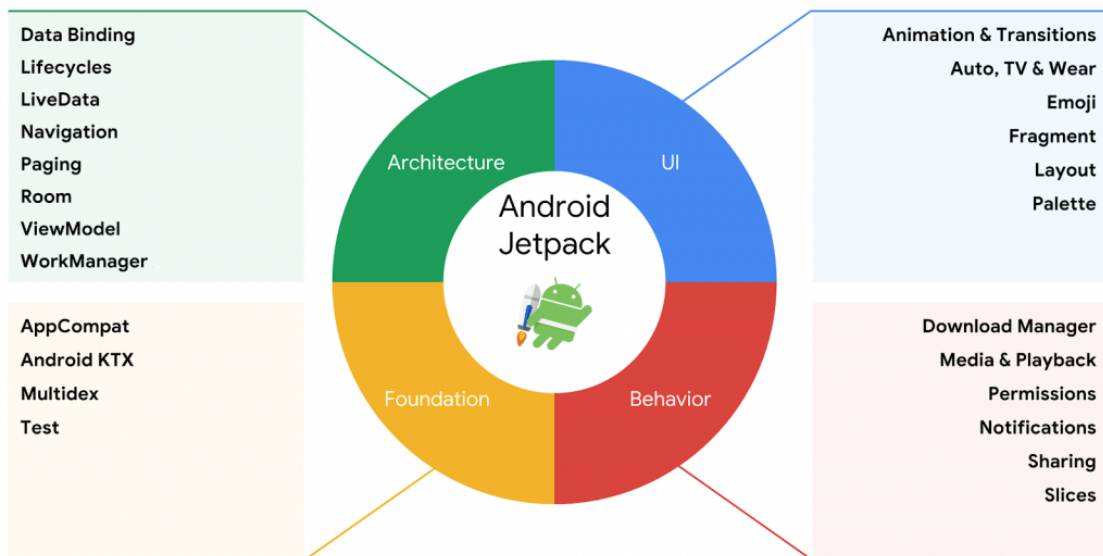 Data Binding
Lifecycles
LiveData
Navigation
Paging
Room
ViewModel
WorkManager
Animation & Transitions
Auto, TV & Wear
Emoji
Fragment
Layout
Palette
Architecture
UI
Android
Jetpack
Foundation
Behavior
AppCompat
Android KTX
Multidex
Test
Download Manager
Media & Playback
Permissions
Notifications
Sharing
Slices